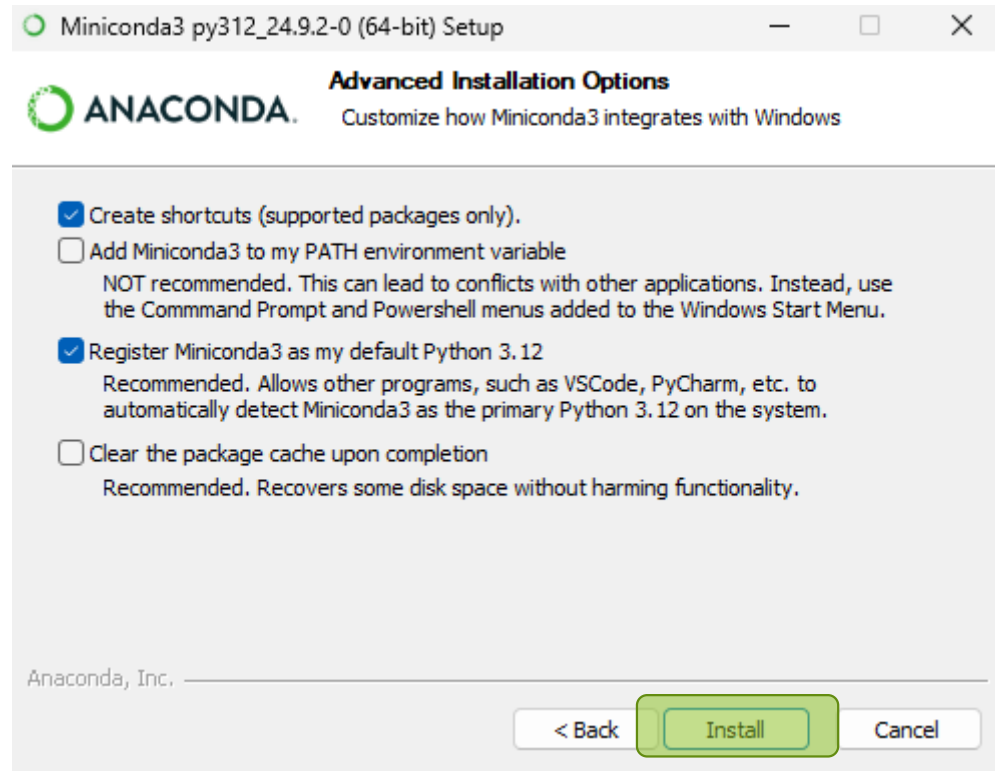 Miniconda3 py312_24.9.2-0 (64-bit) Setup
ANACONDA.
Advanced Installation Options
Customize how Miniconda3 integrates with Windows
Create shortcuts (supported packages only).
Add Miniconda3 to my PATH environment variable
NOT recommended. This can lead to conflicts with other applications. Instead, use
the Commmand Prompt and Powershell menus added to the Windows Start Menu.
Register Miniconda3 as my default Python 3.12
Recommended. Allows other programs, such as VSCode, PyCharm, etc. to
automatically detect Miniconda3 as the primary Python 3.12 on the system.
Clear the package cache upon completion
Recommended. Recovers some disk space without harming functionality.
Anaconda, Inc.
< Back Install Cancel